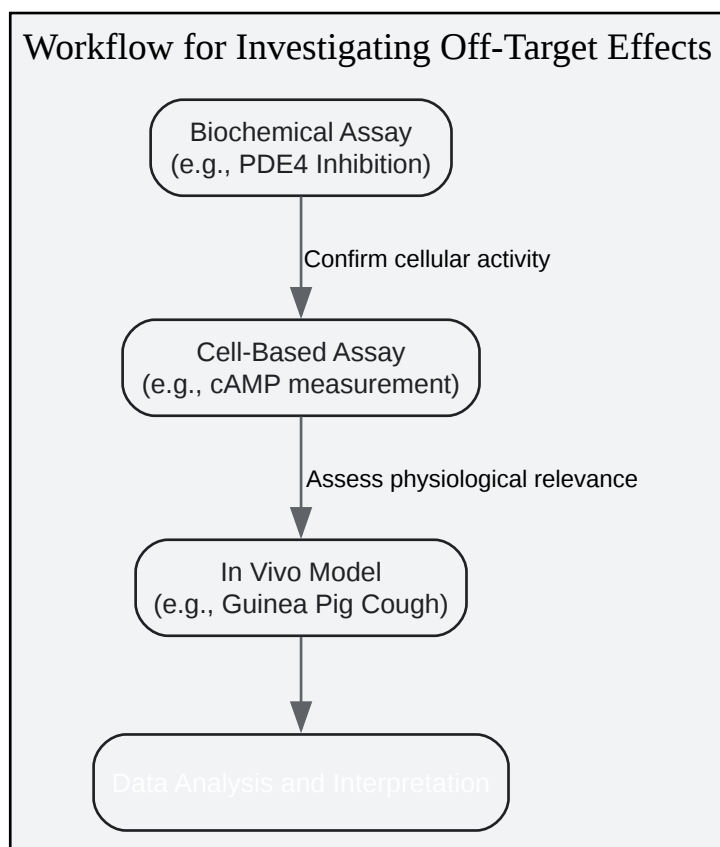 Workflow for Investigating Off-Target Effects
Biochemical Assay
(e.g., PDE4 Inhibition)
Confirm cellular activity
Cell-Based Assay
(e.g., cAMP measurement)
Assess physiological relevance
In Vivo Model
(e.g., Guinea Pig Cough)
Data Analysis and Interpretation